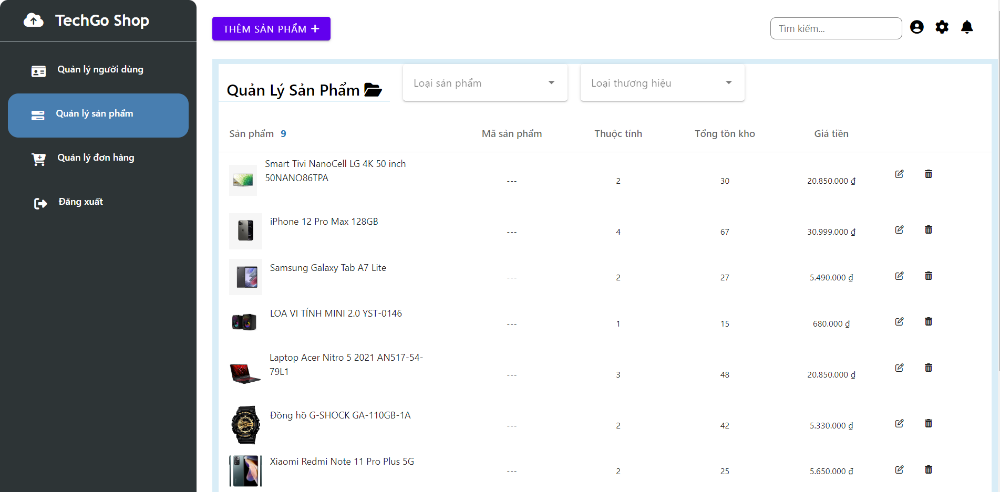 TechGo Shop
THÊM SẢN PHẨM
Tìm kiếm...
Quản lý người dùng
Quản lý sản phẩm
Quản lý đơn hàng
Đăng xuất
Quản Lý Sản Phẩm
Loại sản phẩm
Loại thương hiệu
Sản phẩm 9 Mã sản phẩm Thuộc tính Tổng tồn kho Giá tiền
Smart Tivi NanoCell LG 4K 50 inch
50NANO86TPA
--- 2 30 20.850.000 ₫
iPhone 12 Pro Max 128GB
--- 4 67 30.999.000 ₫
Samsung Galaxy Tab A7 Lite
--- 2 27 5.490.000 ₫
LOA VI TÍNH MINI 2.0 YST-0146
--- 1 15 680.000 ₫
Laptop Acer Nitro 5 2021 AN517-54-
79L1
--- 3 48 20.850.000 ₫
Đồng hồ G-SHOCK GA-110GB-1A
--- 2 42 5.330.000 ₫
Xiaomi Redmi Note 11 Pro Plus 5G
--- 2 25 5.650.000 ₫